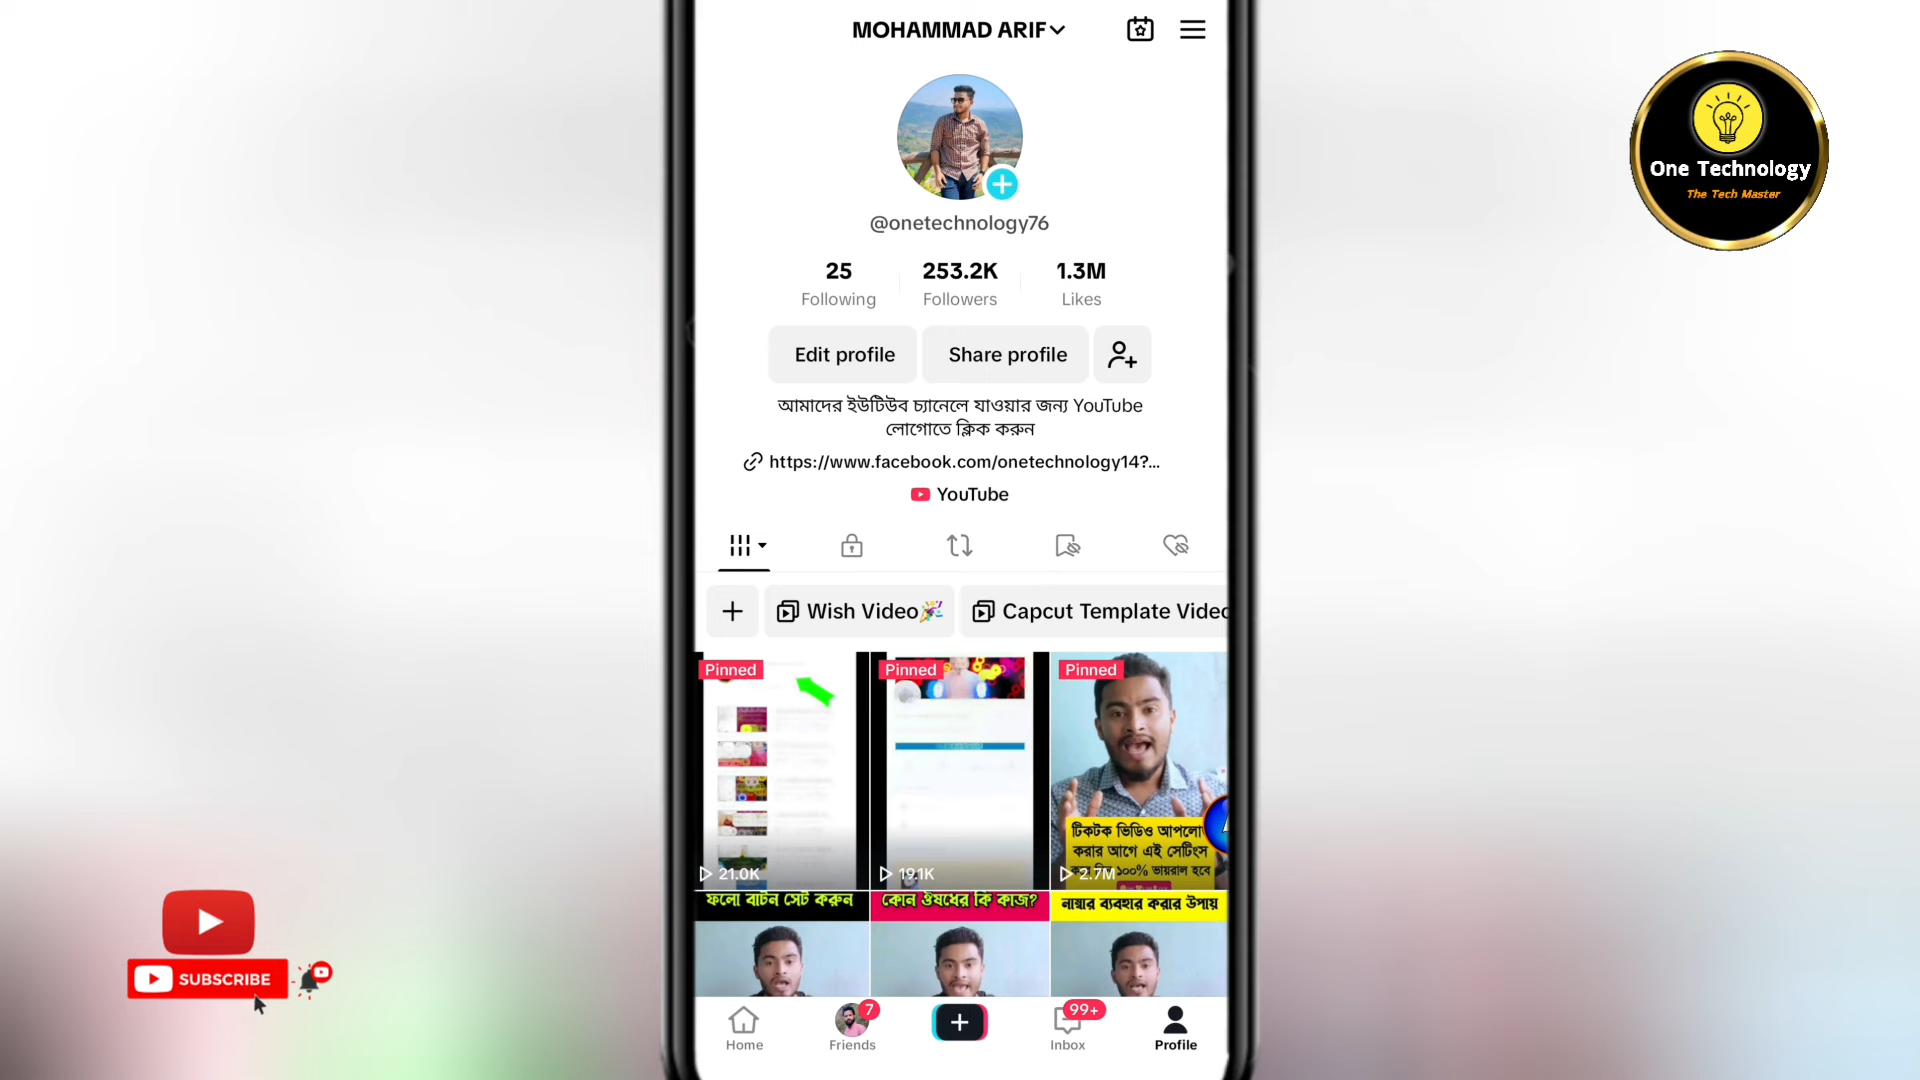 MOHAMMAD ARIF
One Technology
The Tech Master
@onetechnology76
25
253.2K
1.3M
Following
Followers
Likes
Edit profile
Share profile
আমাদের ইউটিউব চ্যানেলে যাওয়ার জন্য YouTube
লোগোতে ক্লিক করুন
https://www.facebook.com/onetechnology14?...
YouTube
Wish Video🎉
Capcut Template Video
Pinned
Pinned
Pinned
টিকটক ভিডিও আপলো
করার আগে এই সেটিংস
১০০% ভায়রাল হবে
21.0K
19.1K
2.7M
ফলো বাটন সেট করুন
কোন ঔষধের কি কাজ?
নাম্বার ব্যবহার করার উপায়
SUBSCRIBE
7
99+
Home
Friends
Inbox
Profile